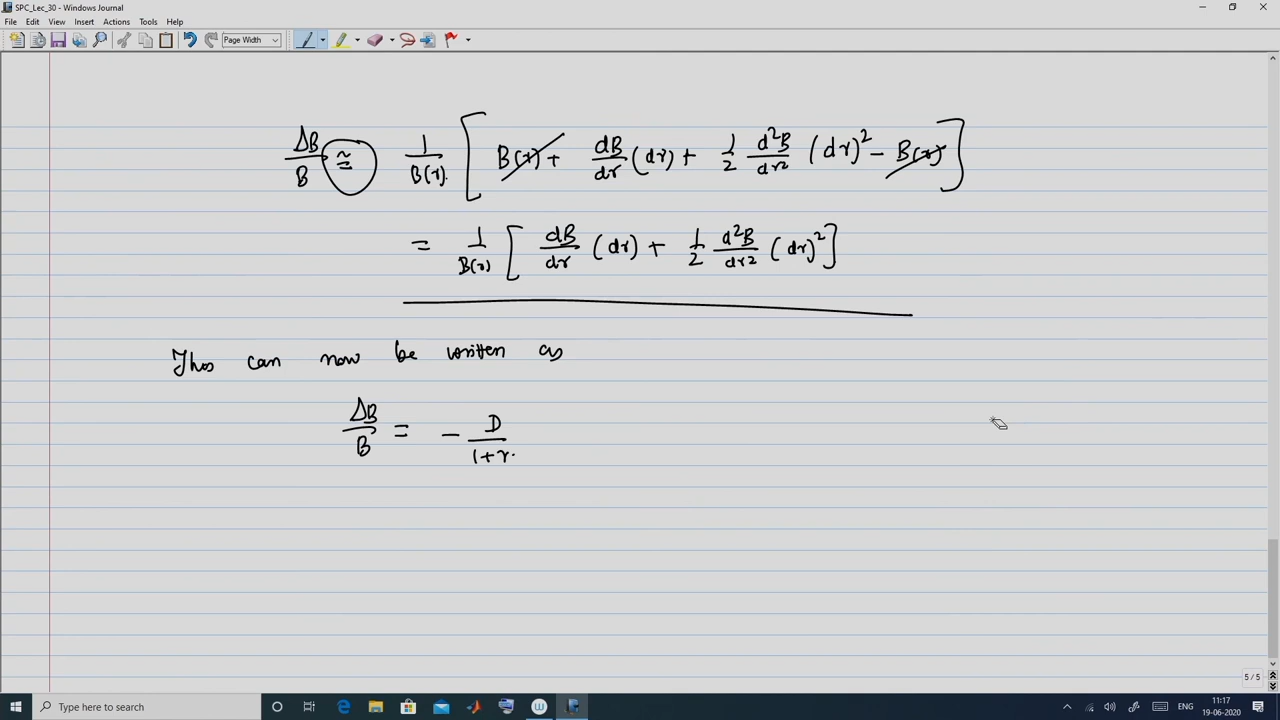 SPC_Lec_30 - Windows Journal
File Edit View Insert Actions Tools Help
Page Width
ΔB/B ≅ 1/B(r) [ B(r) + dB/dr (dr) + 1/2 d²B/dr² (dr)² - B(r) ]
= 1/B(r) [ dB/dr (dr) + 1/2 d²B/dr² (dr)² ]
This can now be written as
ΔB/B = - D/1+r.
5 / 5
Type here to search
11:17
19-06-2020